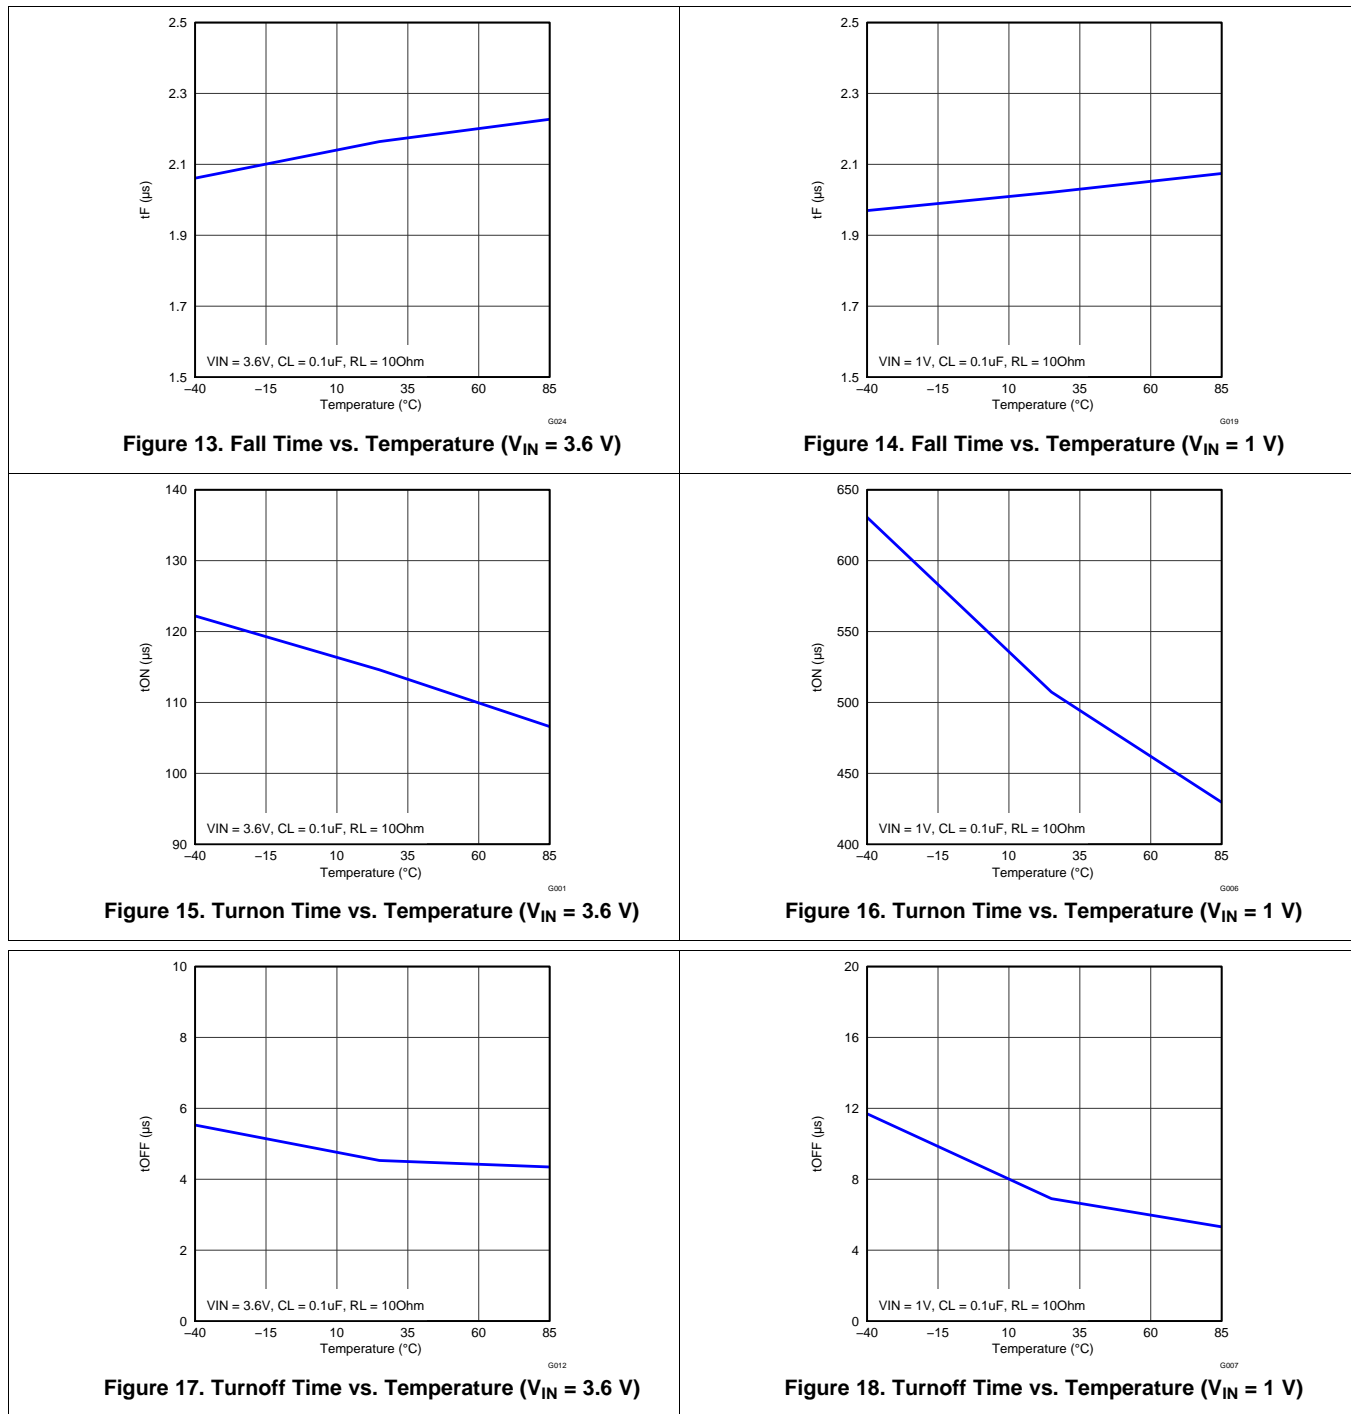 2.5
2.3
2.1
1.9
1.7
1.5
tF (µs)
VIN = 3.6V, CL = 0.1uF, RL = 10Ohm
−40 −15 10 35 60 85
Temperature (°C)
G024
Figure 13. Fall Time vs. Temperature (VIN = 3.6 V)
2.5
2.3
2.1
1.9
1.7
1.5
tF (µs)
VIN = 1V, CL = 0.1uF, RL = 10Ohm
−40 −15 10 35 60 85
Temperature (°C)
G019
Figure 14. Fall Time vs. Temperature (VIN = 1 V)
140
130
120
110
100
90
tON (µs)
VIN = 3.6V, CL = 0.1uF, RL = 10Ohm
−40 −15 10 35 60 85
Temperature (°C)
G001
Figure 15. Turnon Time vs. Temperature (VIN = 3.6 V)
650
600
550
500
450
400
tON (µs)
VIN = 1V, CL = 0.1uF, RL = 10Ohm
−40 −15 10 35 60 85
Temperature (°C)
G006
Figure 16. Turnon Time vs. Temperature (VIN = 1 V)
10
8
6
4
2
0
tOFF (µs)
VIN = 3.6V, CL = 0.1uF, RL = 10Ohm
−40 −15 10 35 60 85
Temperature (°C)
G012
Figure 17. Turnoff Time vs. Temperature (VIN = 3.6 V)
20
16
12
8
4
0
tOFF (µs)
VIN = 1V, CL = 0.1uF, RL = 10Ohm
−40 −15 10 35 60 85
Temperature (°C)
G007
Figure 18. Turnoff Time vs. Temperature (VIN = 1 V)